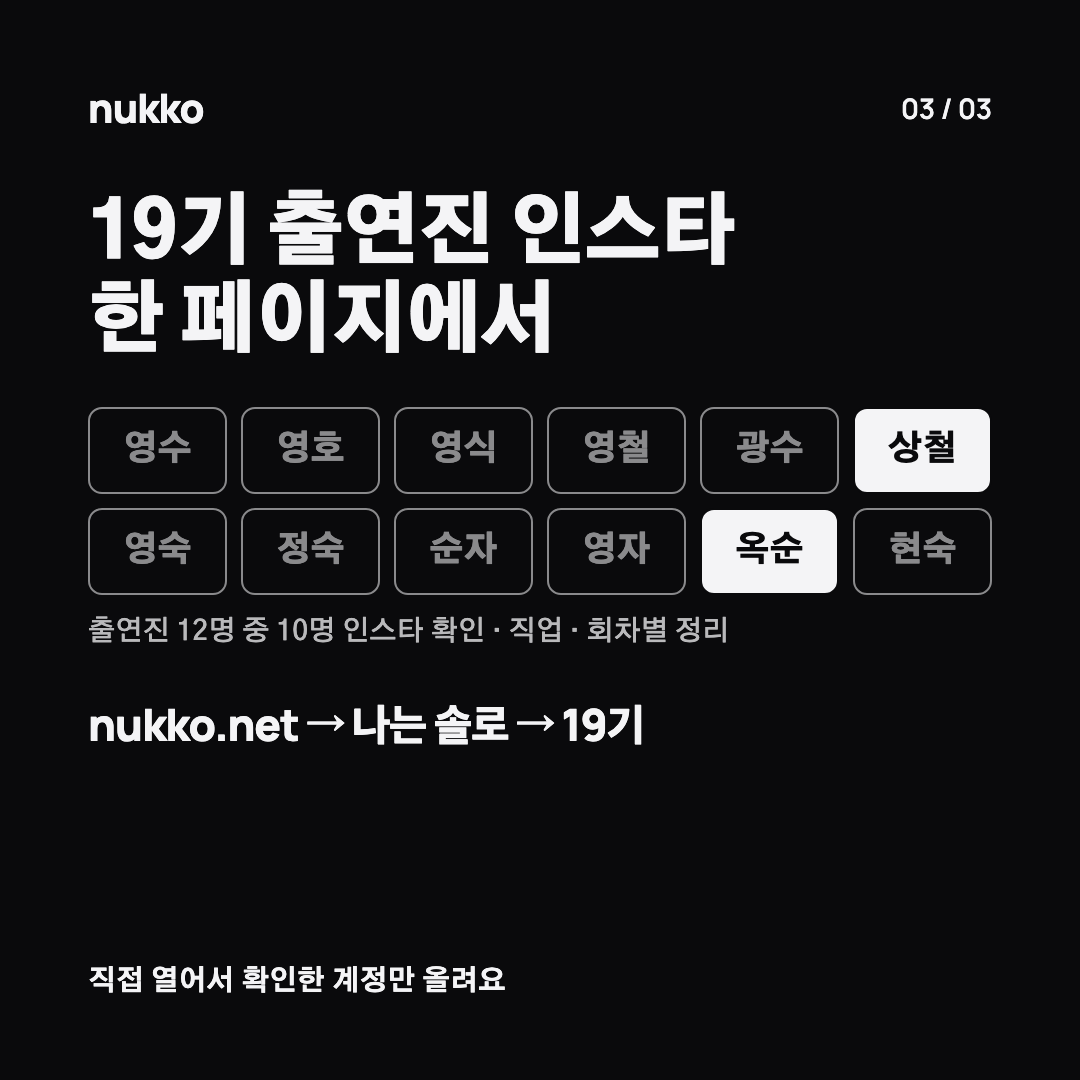 nukko
03 / 03
19기 출연진 인스타
한 페이지에서
영수 영호 영식 영철 광수 상철
영숙 정숙 순자 영자 옥순 현숙
출연진 12명 중 10명 인스타 확인 · 직업 · 회차별 정리
nukko.net → 나는 솔로 → 19기
직접 열어서 확인한 계정만 올려요